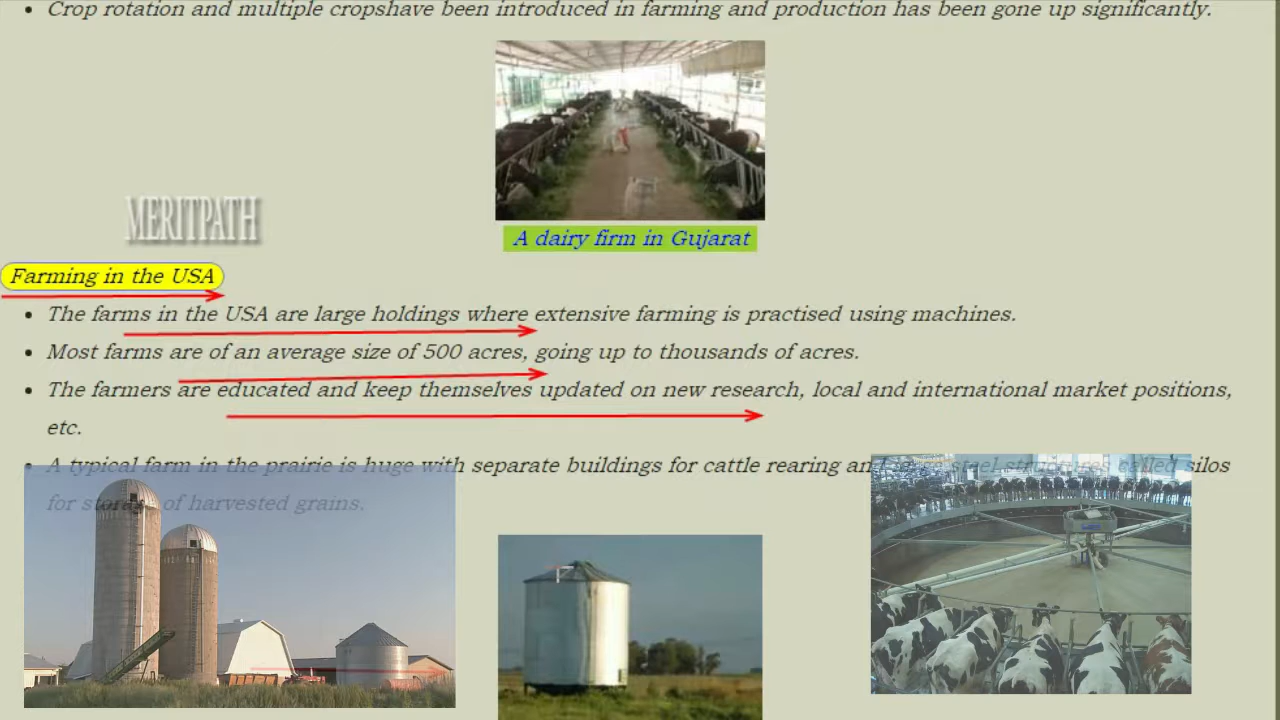 • Crop rotation and multiple cropshave been introduced in farming and production has been gone up significantly.
MERITPATH
A dairy firm in Gujarat
Farming in the USA
• The farms in the USA are large holdings where extensive farming is practised using machines.
• Most farms are of an average size of 500 acres, going up to thousands of acres.
• The farmers are educated and keep themselves updated on new research, local and international market positions,
etc.
• A typical farm in the prairie is huge with separate buildings for cattle rearing and steel structures called silos
for storage of harvested grains.